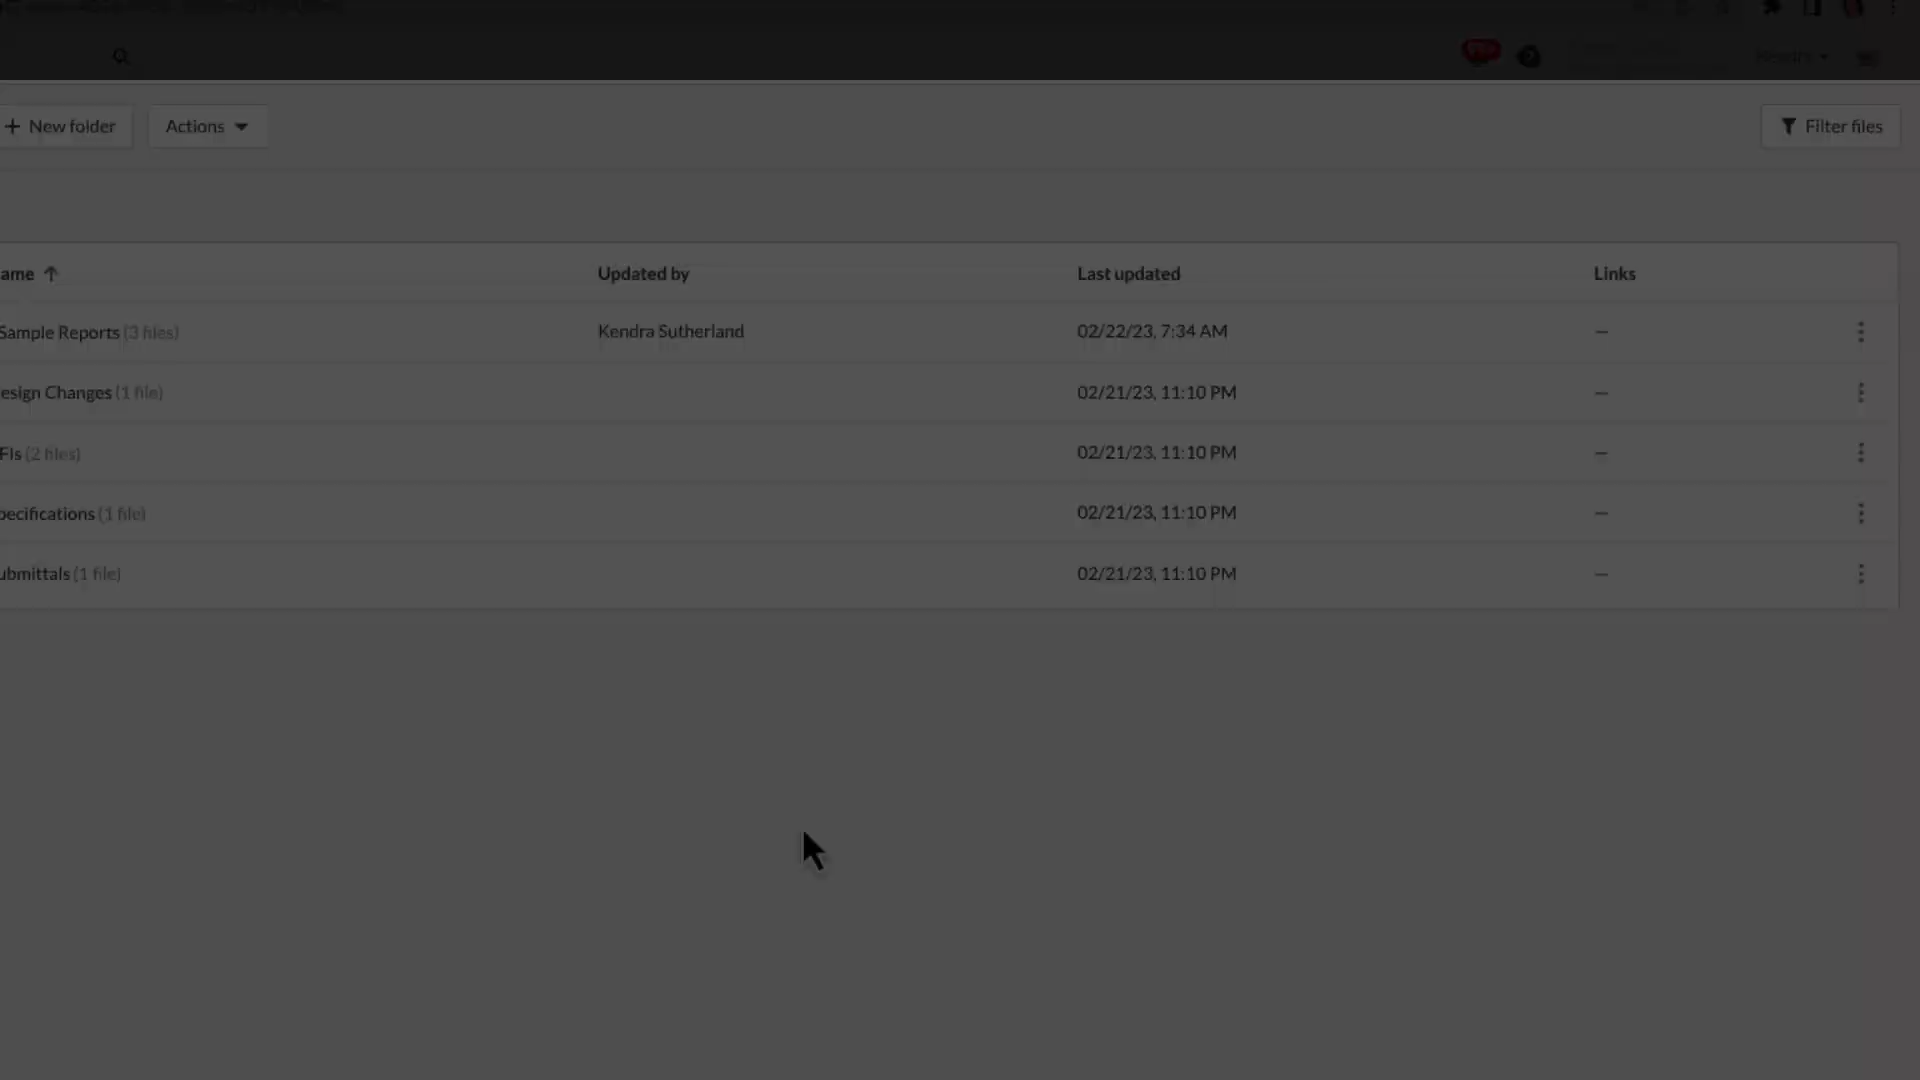 New folder
Actions
Filter files
ame
Updated by
Last updated
Links
Sample Reports (3 files)
Kendra Sutherland
02/22/23, 7:34 AM
—
esign Changes (1 file)
02/21/23, 11:10 PM
—
FIs (2 files)
02/21/23, 11:10 PM
—
pecifications (1 file)
02/21/23, 11:10 PM
—
ubmittals (1 file)
02/21/23, 11:10 PM
—